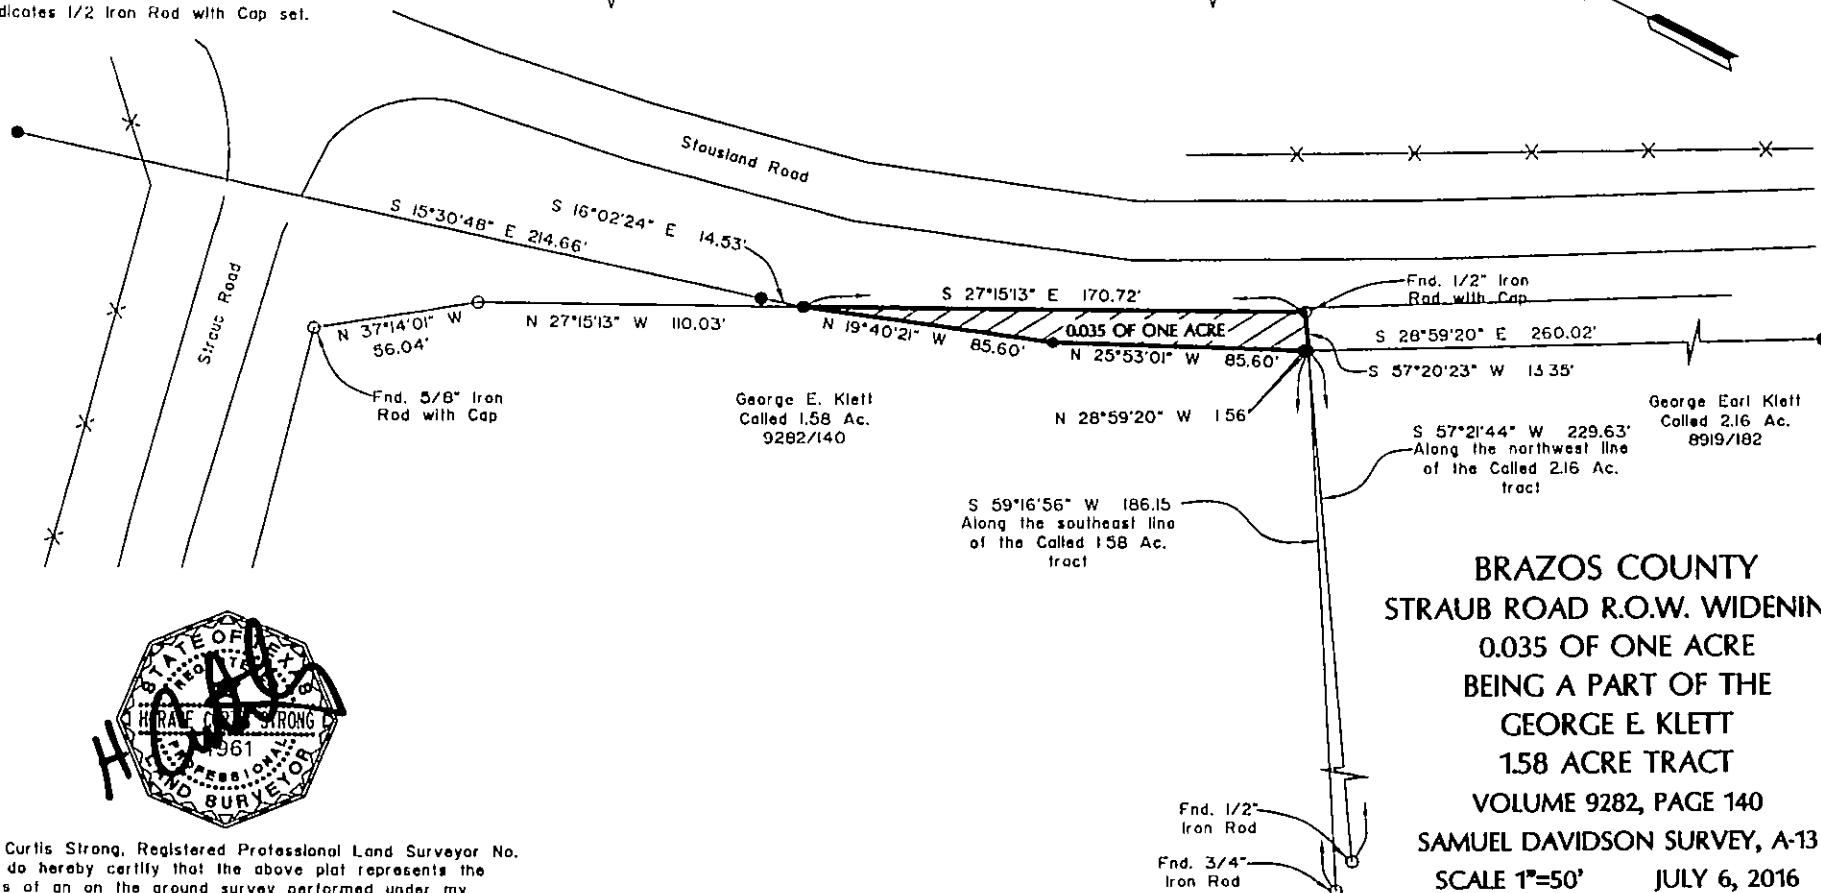 dicates 1/2 Iron Rod with Cap set.
Stousland Road
S 15°30'48" E 214.66'
S 16°02'24" E 14.53'
Straub Road
N 37°14'01" W
56.04'
N 27°15'13" W 110.03'
S 27°15'13" E 170.72'
Fnd. 1/2" Iron
Rod with Cap
N 19°40'21" W 85.60'
0.035 OF ONE ACRE
N 25°53'01" W 85.60'
S 28°59'20" E 260.02'
S 57°20'23" W 13.35'
Fnd. 5/8" Iron
Rod with Cap
George E. Klett
Called 1.58 Ac.
9282/140
N 28°59'20" W 1.56
George Earl Klett
Called 2.16 Ac.
8919/182
S 57°21'44" W 229.63'
Along the northwest line
of the Called 2.16 Ac.
tract
S 59°16'56" W 186.15
Along the southeast line
of the Called 1.58 Ac.
tract
BRAZOS COUNTY
STRAUB ROAD R.O.W. WIDENIN
0.035 OF ONE ACRE
BEING A PART OF THE
GEORGE E. KLETT
1.58 ACRE TRACT
VOLUME 9282, PAGE 140
SAMUEL DAVIDSON SURVEY, A-13
SCALE 1"=50' JULY 6, 2016
STATE OF TEXAS
REGISTE
STRONG
1961
PROFESSIONAL
LAND SURVEYOR
Fnd. 1/2"
Iron Rod
Fnd. 3/4"
Iron Rod
Curtis Strong, Registered Professional Land Surveyor No.
do hereby certify that the above plat represents the
s of an on the ground survey performed under my